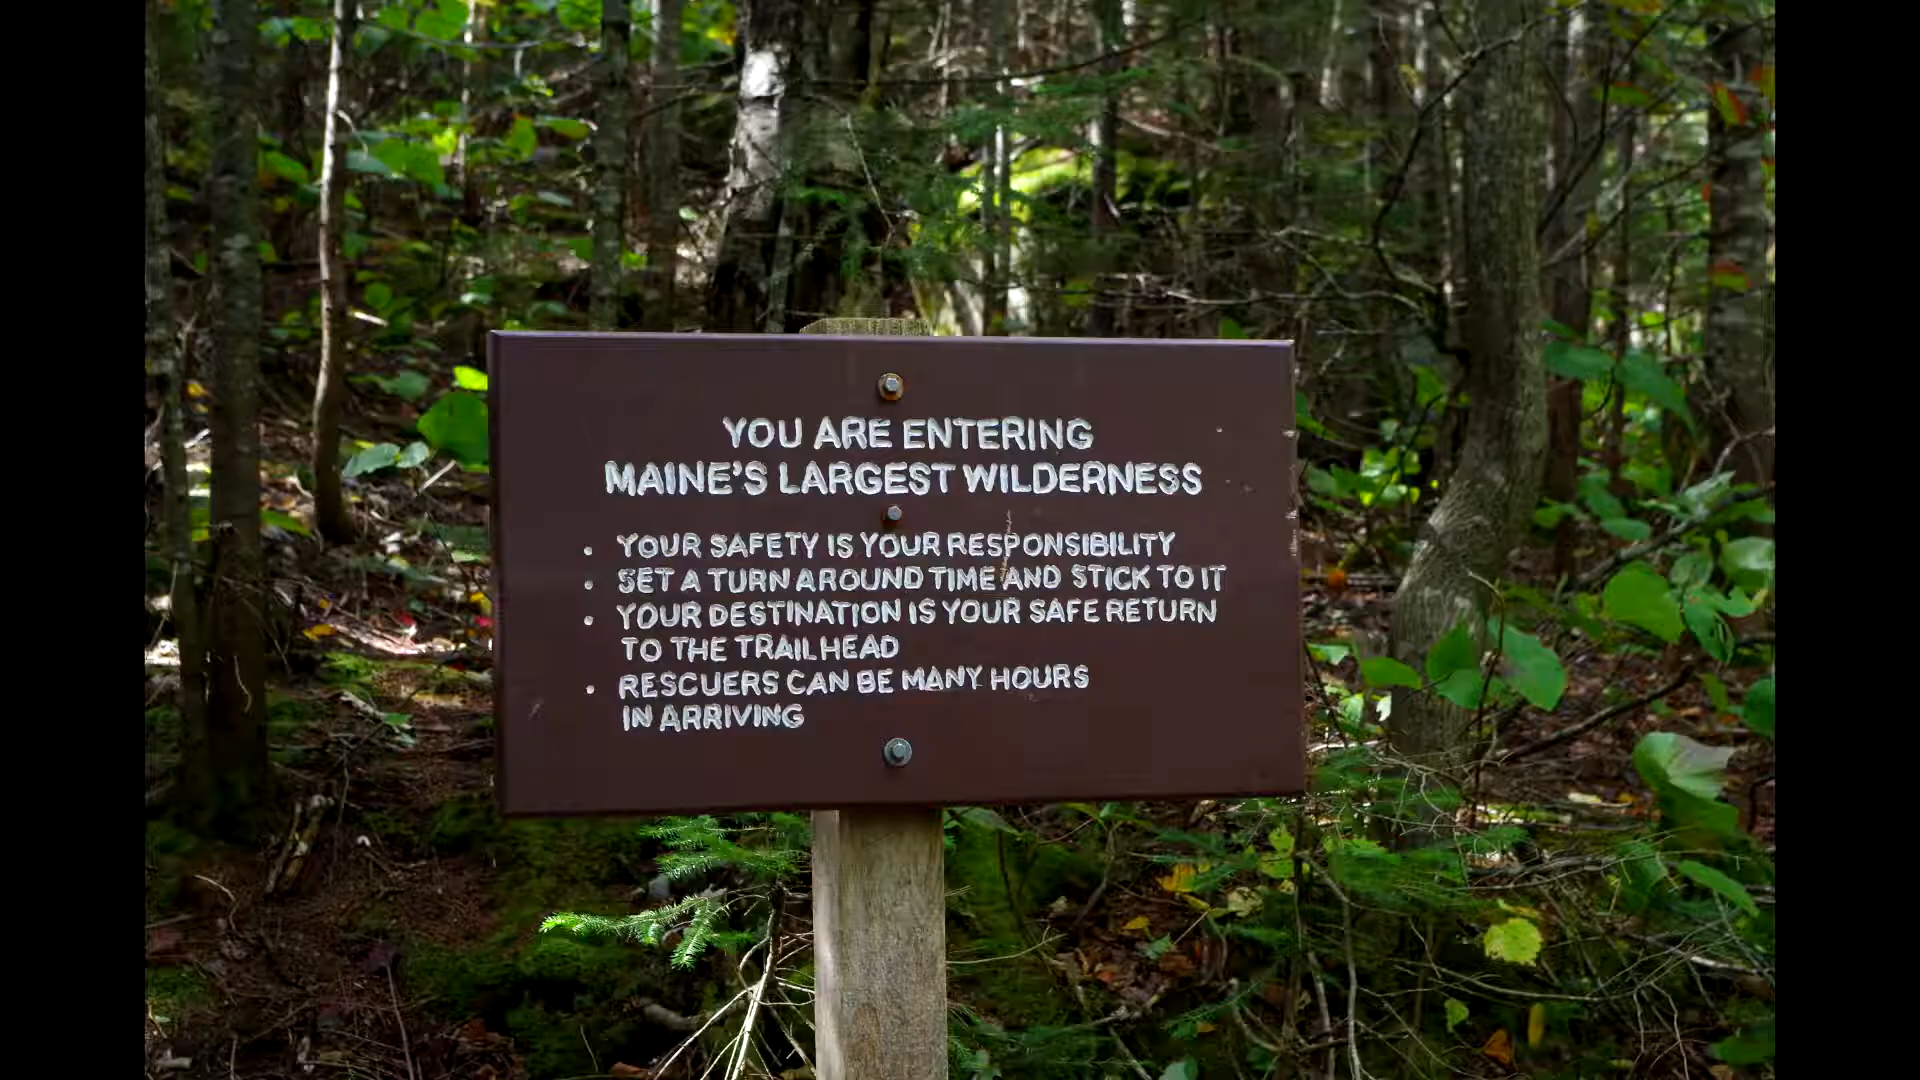 YOU ARE ENTERING
MAINE'S LARGEST WILDERNESS
• YOUR SAFETY IS YOUR RESPONSIBILITY
• SET A TURN AROUND TIME AND STICK TO IT
• YOUR DESTINATION IS YOUR SAFE RETURN
TO THE TRAILHEAD
• RESCUERS CAN BE MANY HOURS
IN ARRIVING